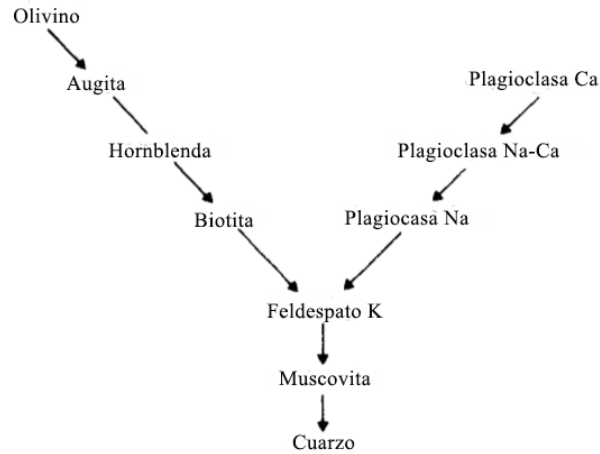 Olivino
Augita
Plagioclasa Ca
Hornblenda
Plagioclasa Na-Ca
Biotita
Plagiocasa Na
Feldespato K
Muscovita
Cuarzo